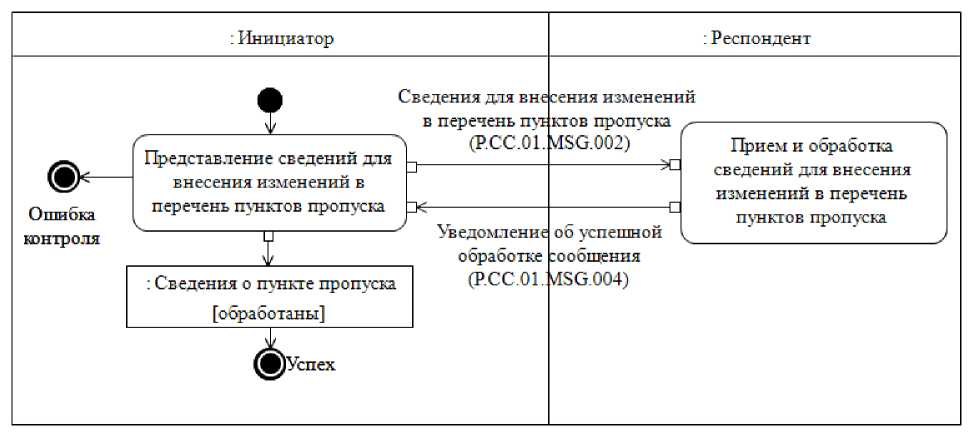 : Инициатор
: Респондент
Сведения для внесения изменений
в перечень пунктов пропуска
(P.CC.01.MSG.002)
Представление сведений для
внесения изменений в
перечень пунктов пропуска
Прием и обработка
сведений для внесения
изменений в перечень
пунктов пропуска
Ошибка
контроля
Уведомление об успешной
обработке сообщения
(P.CC.01.MSG.004)
: Сведения о пункте пропуска
[обработаны]
Успех